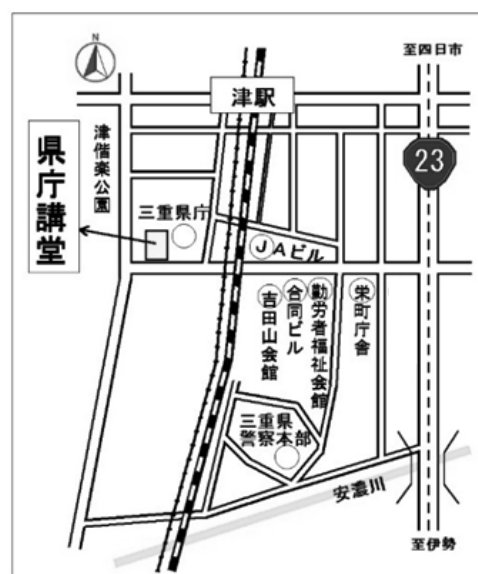 N
至四日市
津駅
23
津偕楽公園
県庁講堂
三重県庁
JAビル
吉田山会館
合同ビル
勤労者福祉会館
栄町庁舎
三重県
警察本部
安濃川
至伊勢